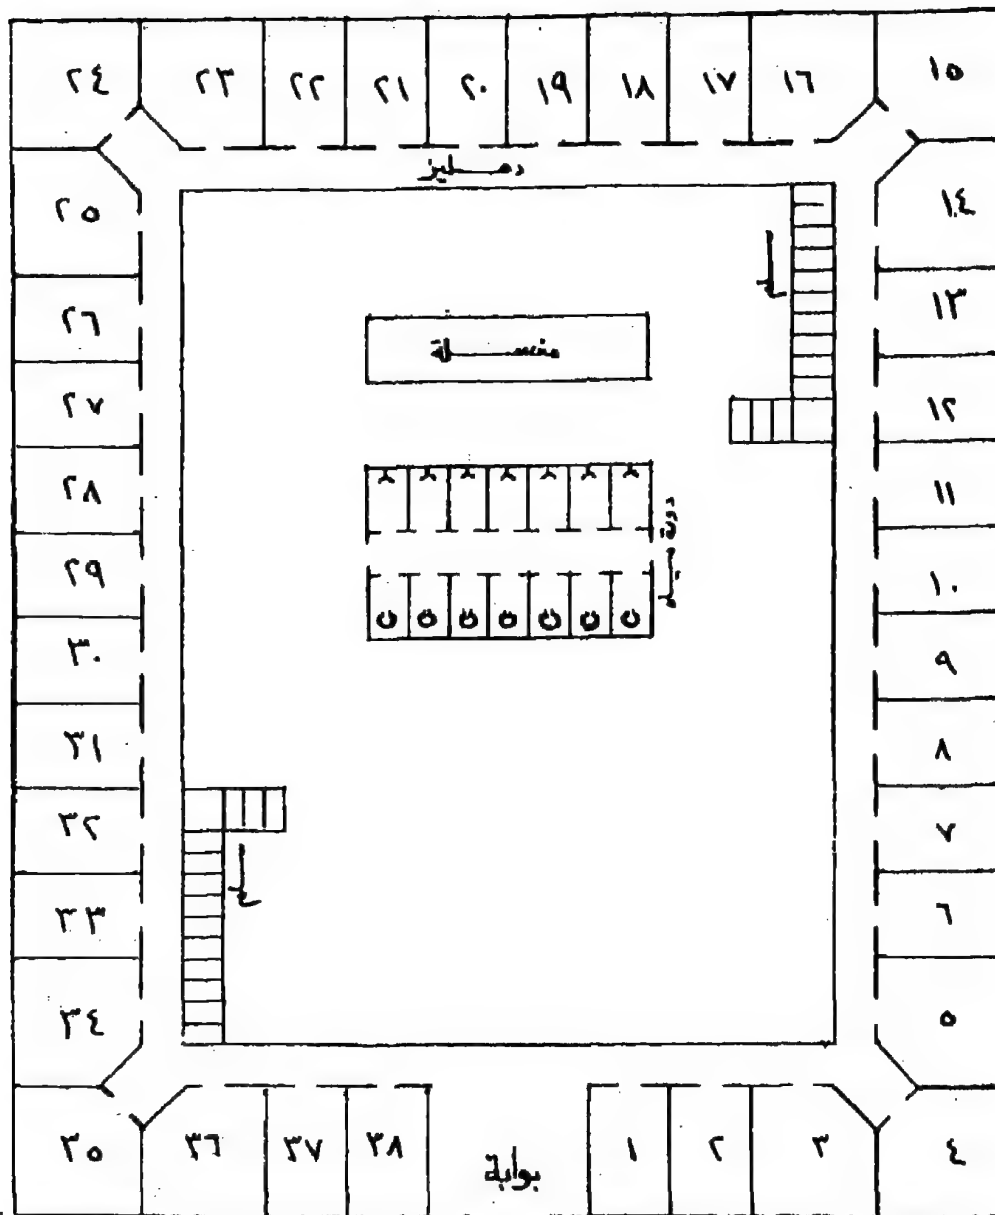 ٢٤ ٢٣ ٢٢ ٢١ ٢٠ ١٩ ١٨ ١٧ ١٦ ١٥
دهليز
٢٥ ١٤
٢٦ ١٣
مغسلة
٢٧ ١٢
٢٨ ١١
دورة مياه
٢٩ ١٠
٣٠ ٩
٣١ ٨
٣٢ ٧
٣٣ ٦
٣٤ ٥
٣٥ ٣٦ ٣٧ ٣٨ بوابة ١ ٢ ٣ ٤